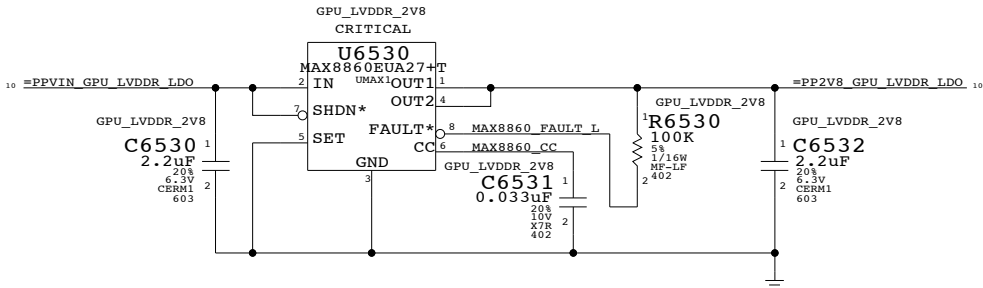 GPU_LVDDR_2V8
CRITICAL
U6530
MAX8860EUA27+T
UMAX1
10 =PPVIN_GPU_LVDDR_LDO
2 IN
OUT1 1
OUT2 4
7 SHDN*
5 SET
FAULT* 8
CC 6
GND
3
MAX8860_FAULT_L
MAX8860_CC
=PP2V8_GPU_LVDDR_LDO 10
GPU_LVDDR_2V8
C6530
2.2uF
20%
6.3V
CERM1
603
1
2
GPU_LVDDR_2V8
C6531
0.033uF
20%
10V
X7R
402
1
2
GPU_LVDDR_2V8
R6530
100K
5%
1/16W
MF-LF
402
1
2
GPU_LVDDR_2V8
C6532
2.2uF
20%
6.3V
CERM1
603
1
2